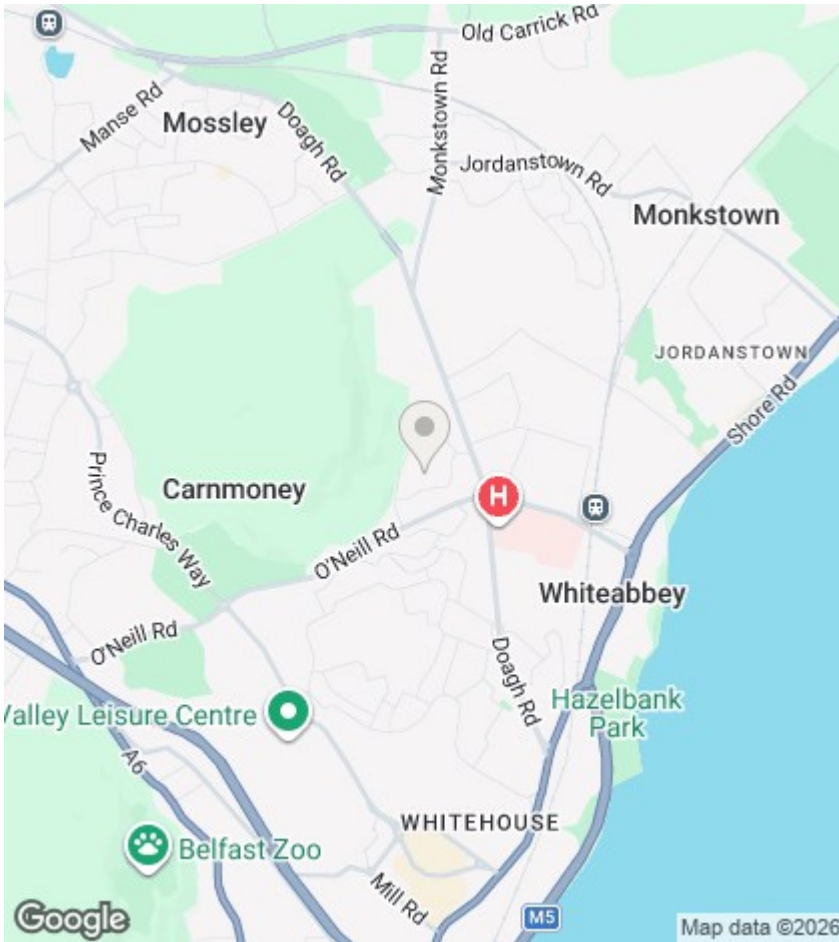 Old Carrick Rd
Manse Rd
Mossley
Doagh Rd
Monkstown Rd
Jordanstown Rd
Monkstown
JORDANSTOWN
Shore Rd
Prince Charles Way
Carnmoney
H
O'Neill Rd
Whiteabbey
O'Neill Rd
Doagh Rd
Valley Leisure Centre
Hazelbank
Park
A6
WHITEHOUSE
Belfast Zoo
Mill Rd
M5
Google
Map data ©2026